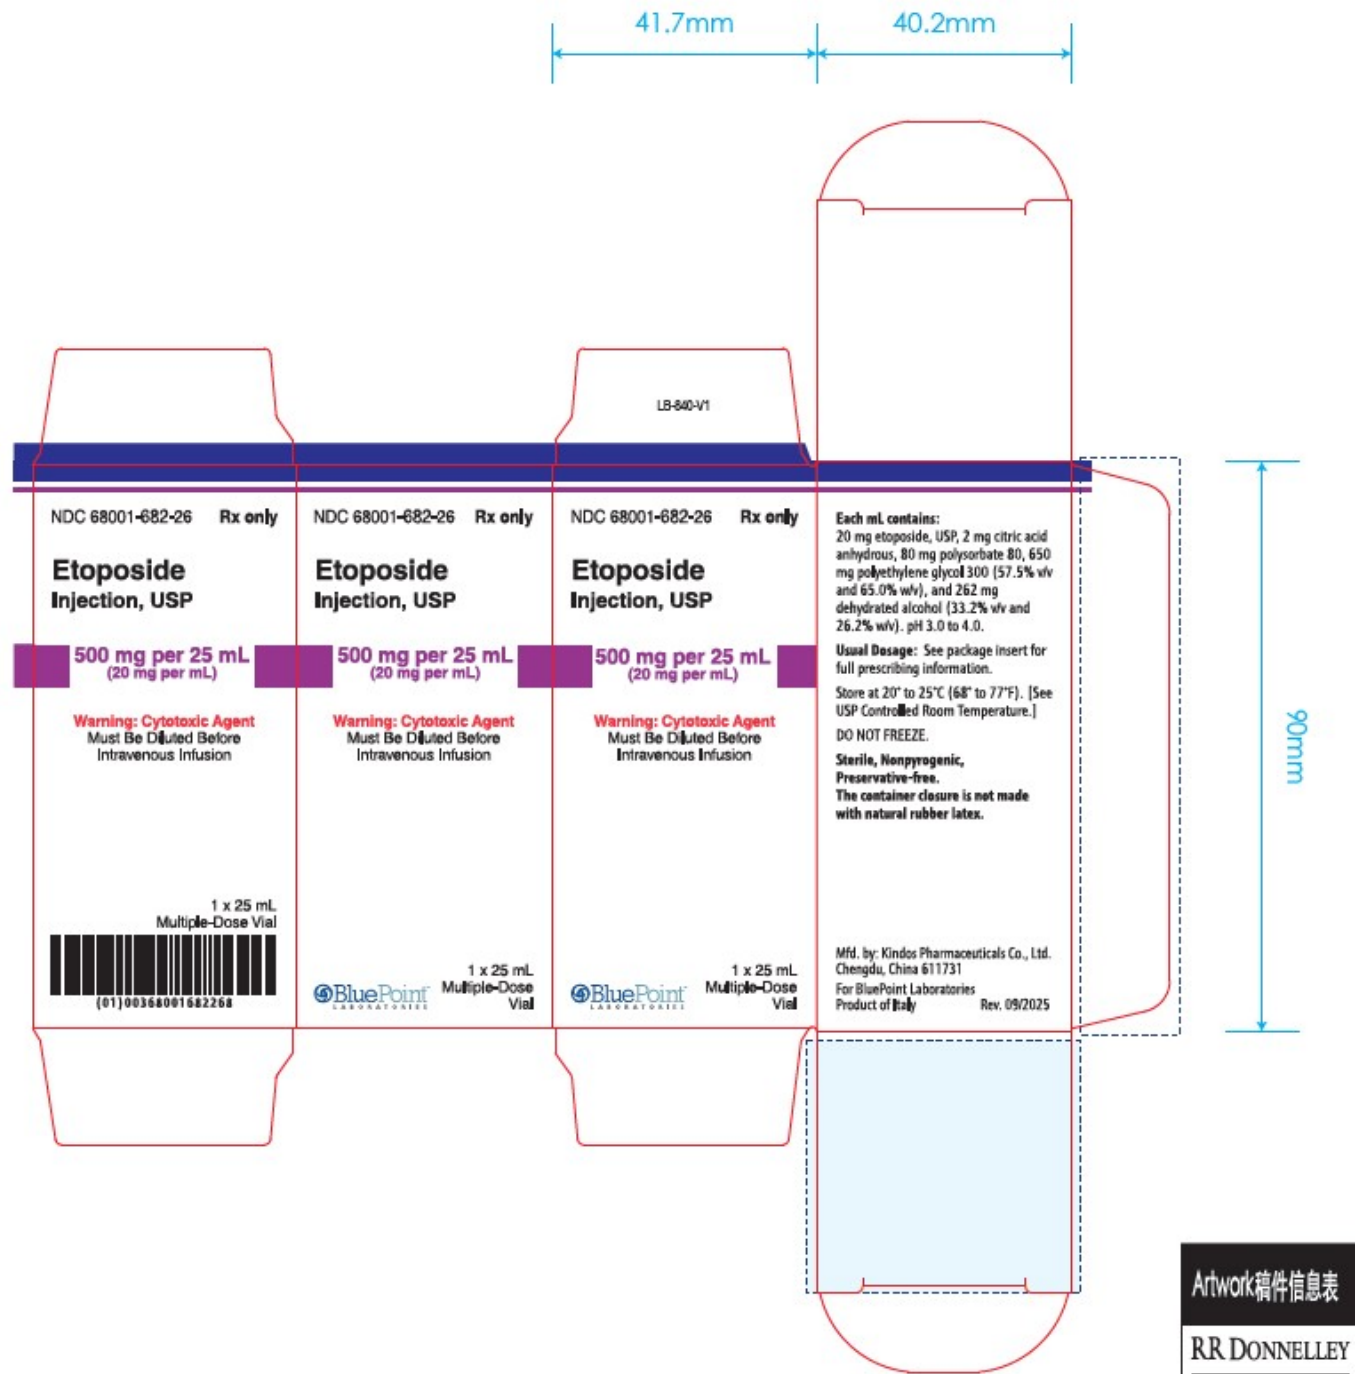 41.7mm
40.2mm
LB-840-V1
NDC 68001-682-26 Rx only
Etoposide
Injection, USP
500 mg per 25 mL
(20 mg per mL)
Warning: Cytotoxic Agent
Must Be Diluted Before
Intravenous Infusion
1 x 25 mL
Multiple-Dose Vial
(01)00368001682268
NDC 68001-682-26 Rx only
Etoposide
Injection, USP
500 mg per 25 mL
(20 mg per mL)
Warning: Cytotoxic Agent
Must Be Diluted Before
Intravenous Infusion
BluePoint
LABORATORIES
1 x 25 mL
Multiple-Dose
Vial
NDC 68001-682-26 Rx only
Etoposide
Injection, USP
500 mg per 25 mL
(20 mg per mL)
Warning: Cytotoxic Agent
Must Be Diluted Before
Intravenous Infusion
BluePoint
LABORATORIES
1 x 25 mL
Multiple-Dose
Vial
Each mL contains:
20 mg etoposide, USP, 2 mg citric acid
anhydrous, 80 mg polysorbate 80, 650
mg polyethylene glycol 300 (57.5% v/v
and 65.0% w/v), and 262 mg
dehydrated alcohol (33.2% v/v and
26.2% w/v). pH 3.0 to 4.0.
Usual Dosage: See package insert for
full prescribing information.
Store at 20° to 25°C (68° to 77°F). [See
USP Controlled Room Temperature.]
DO NOT FREEZE.
Sterile, Nonpyrogenic,
Preservative-free.
The container closure is not made
with natural rubber latex.
Mfd. by: Kindos Pharmaceuticals Co., Ltd.
Chengdu, China 611731
For BluePoint Laboratories
Product of Italy Rev. 09/2025
90mm
Artwork稿件信息表
RR DONNELLEY